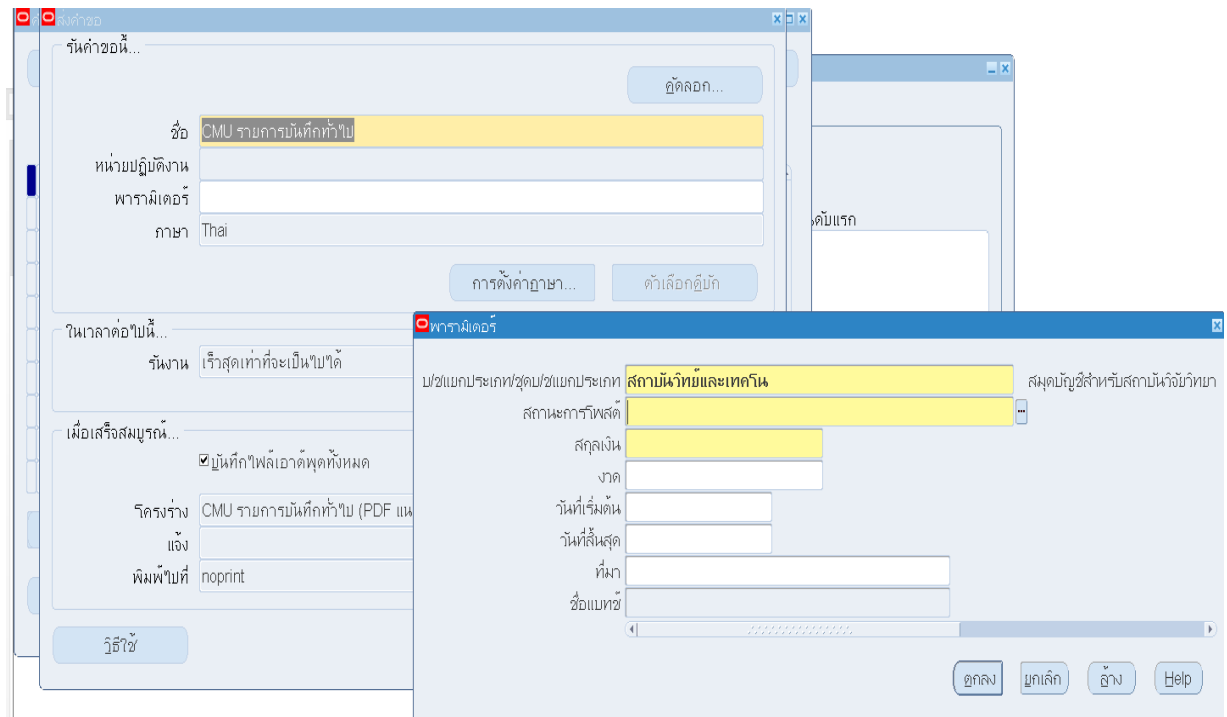 ส่งคำขอ
รันคำขอนี้...
คัดลอก...
ชื่อ CMU รายการบันทึกทั่วไป
หน่วยปฏิบัติงาน
พารามิเตอร์
ภาษา Thai
การตั้งค่าภาษา... ตัวเลือกดีบัก
ในเวลาต่อไปนี้...
รันงาน เร็วสุดเท่าที่จะเป็นไปได้
เมื่อเสร็จสมบูรณ์...
บันทึกไฟล์เอาต์พุตทั้งหมด
โครงร่าง CMU รายการบันทึกทั่วไป (PDF แน
แจ้ง
พิมพ์ไปที่ noprint
วิธีใช้
พารามิเตอร์
บ/ชแยกประเภท/ชุดบ/ชแยกประเภท สถาบันวิทย์และเทคโน สมุดบัญชีสำหรับสถาบันวิจัยวิทยา
สถานะการโพสต์
สกุลเงิน
งวด
วันที่เริ่มต้น
วันที่สิ้นสุด
ที่มา
ชื่อแบทช์
ตกลง ยกเลิก ล้าง Help